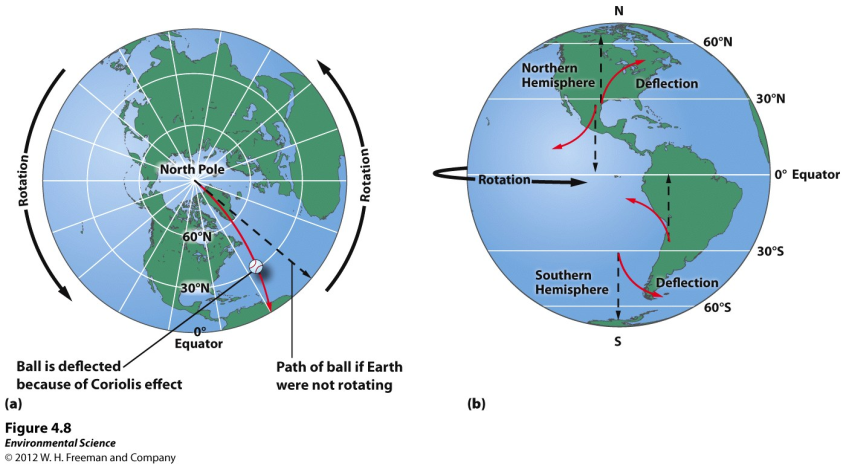 Rotation
Rotation
North Pole
60°N
30°N
0°
Equator
Ball is deflected
because of Coriolis effect
Path of ball if Earth
were not rotating
(a)
N
60°N
Northern
Hemisphere
Deflection
30°N
Rotation
0° Equator
30°S
Southern
Hemisphere
Deflection
60°S
S
(b)
Figure 4.8
Environmental Science
© 2012 W. H. Freeman and Company